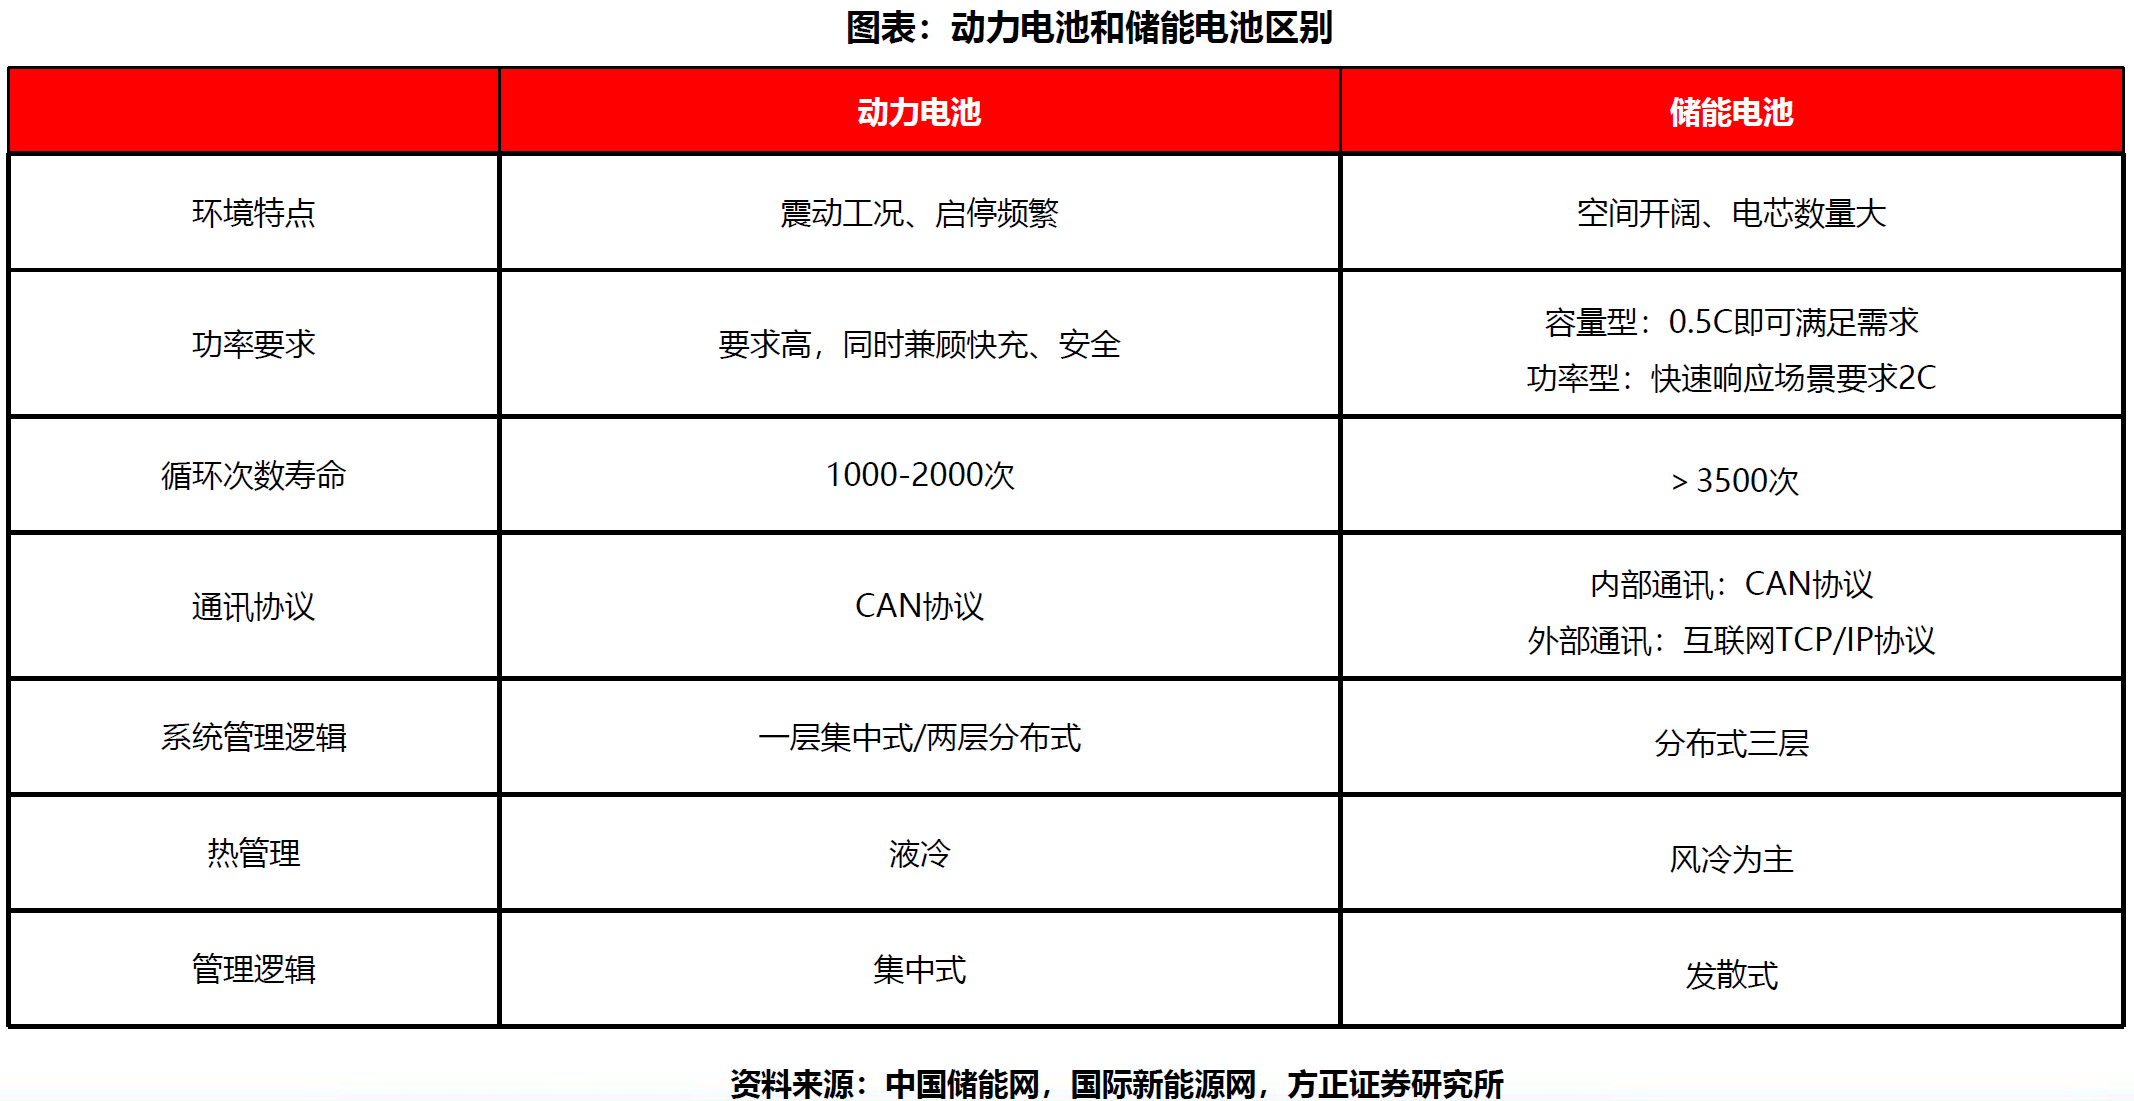 图表：动力电池和储能电池区别
动力电池 储能电池
环境特点 震动工况、启停频繁 空间开阔、电芯数量大
功率要求 要求高，同时兼顾快充、安全 容量型：0.5C即可满足需求
功率型：快速响应场景要求2C
循环次数寿命 1000-2000次 ＞3500次
通讯协议 CAN协议 内部通讯：CAN协议
外部通讯：互联网TCP/IP协议
系统管理逻辑 一层集中式/两层分布式 分布式三层
热管理 液冷 风冷为主
管理逻辑 集中式 发散式
资料来源：中国储能网，国际新能源网，方正证券研究所